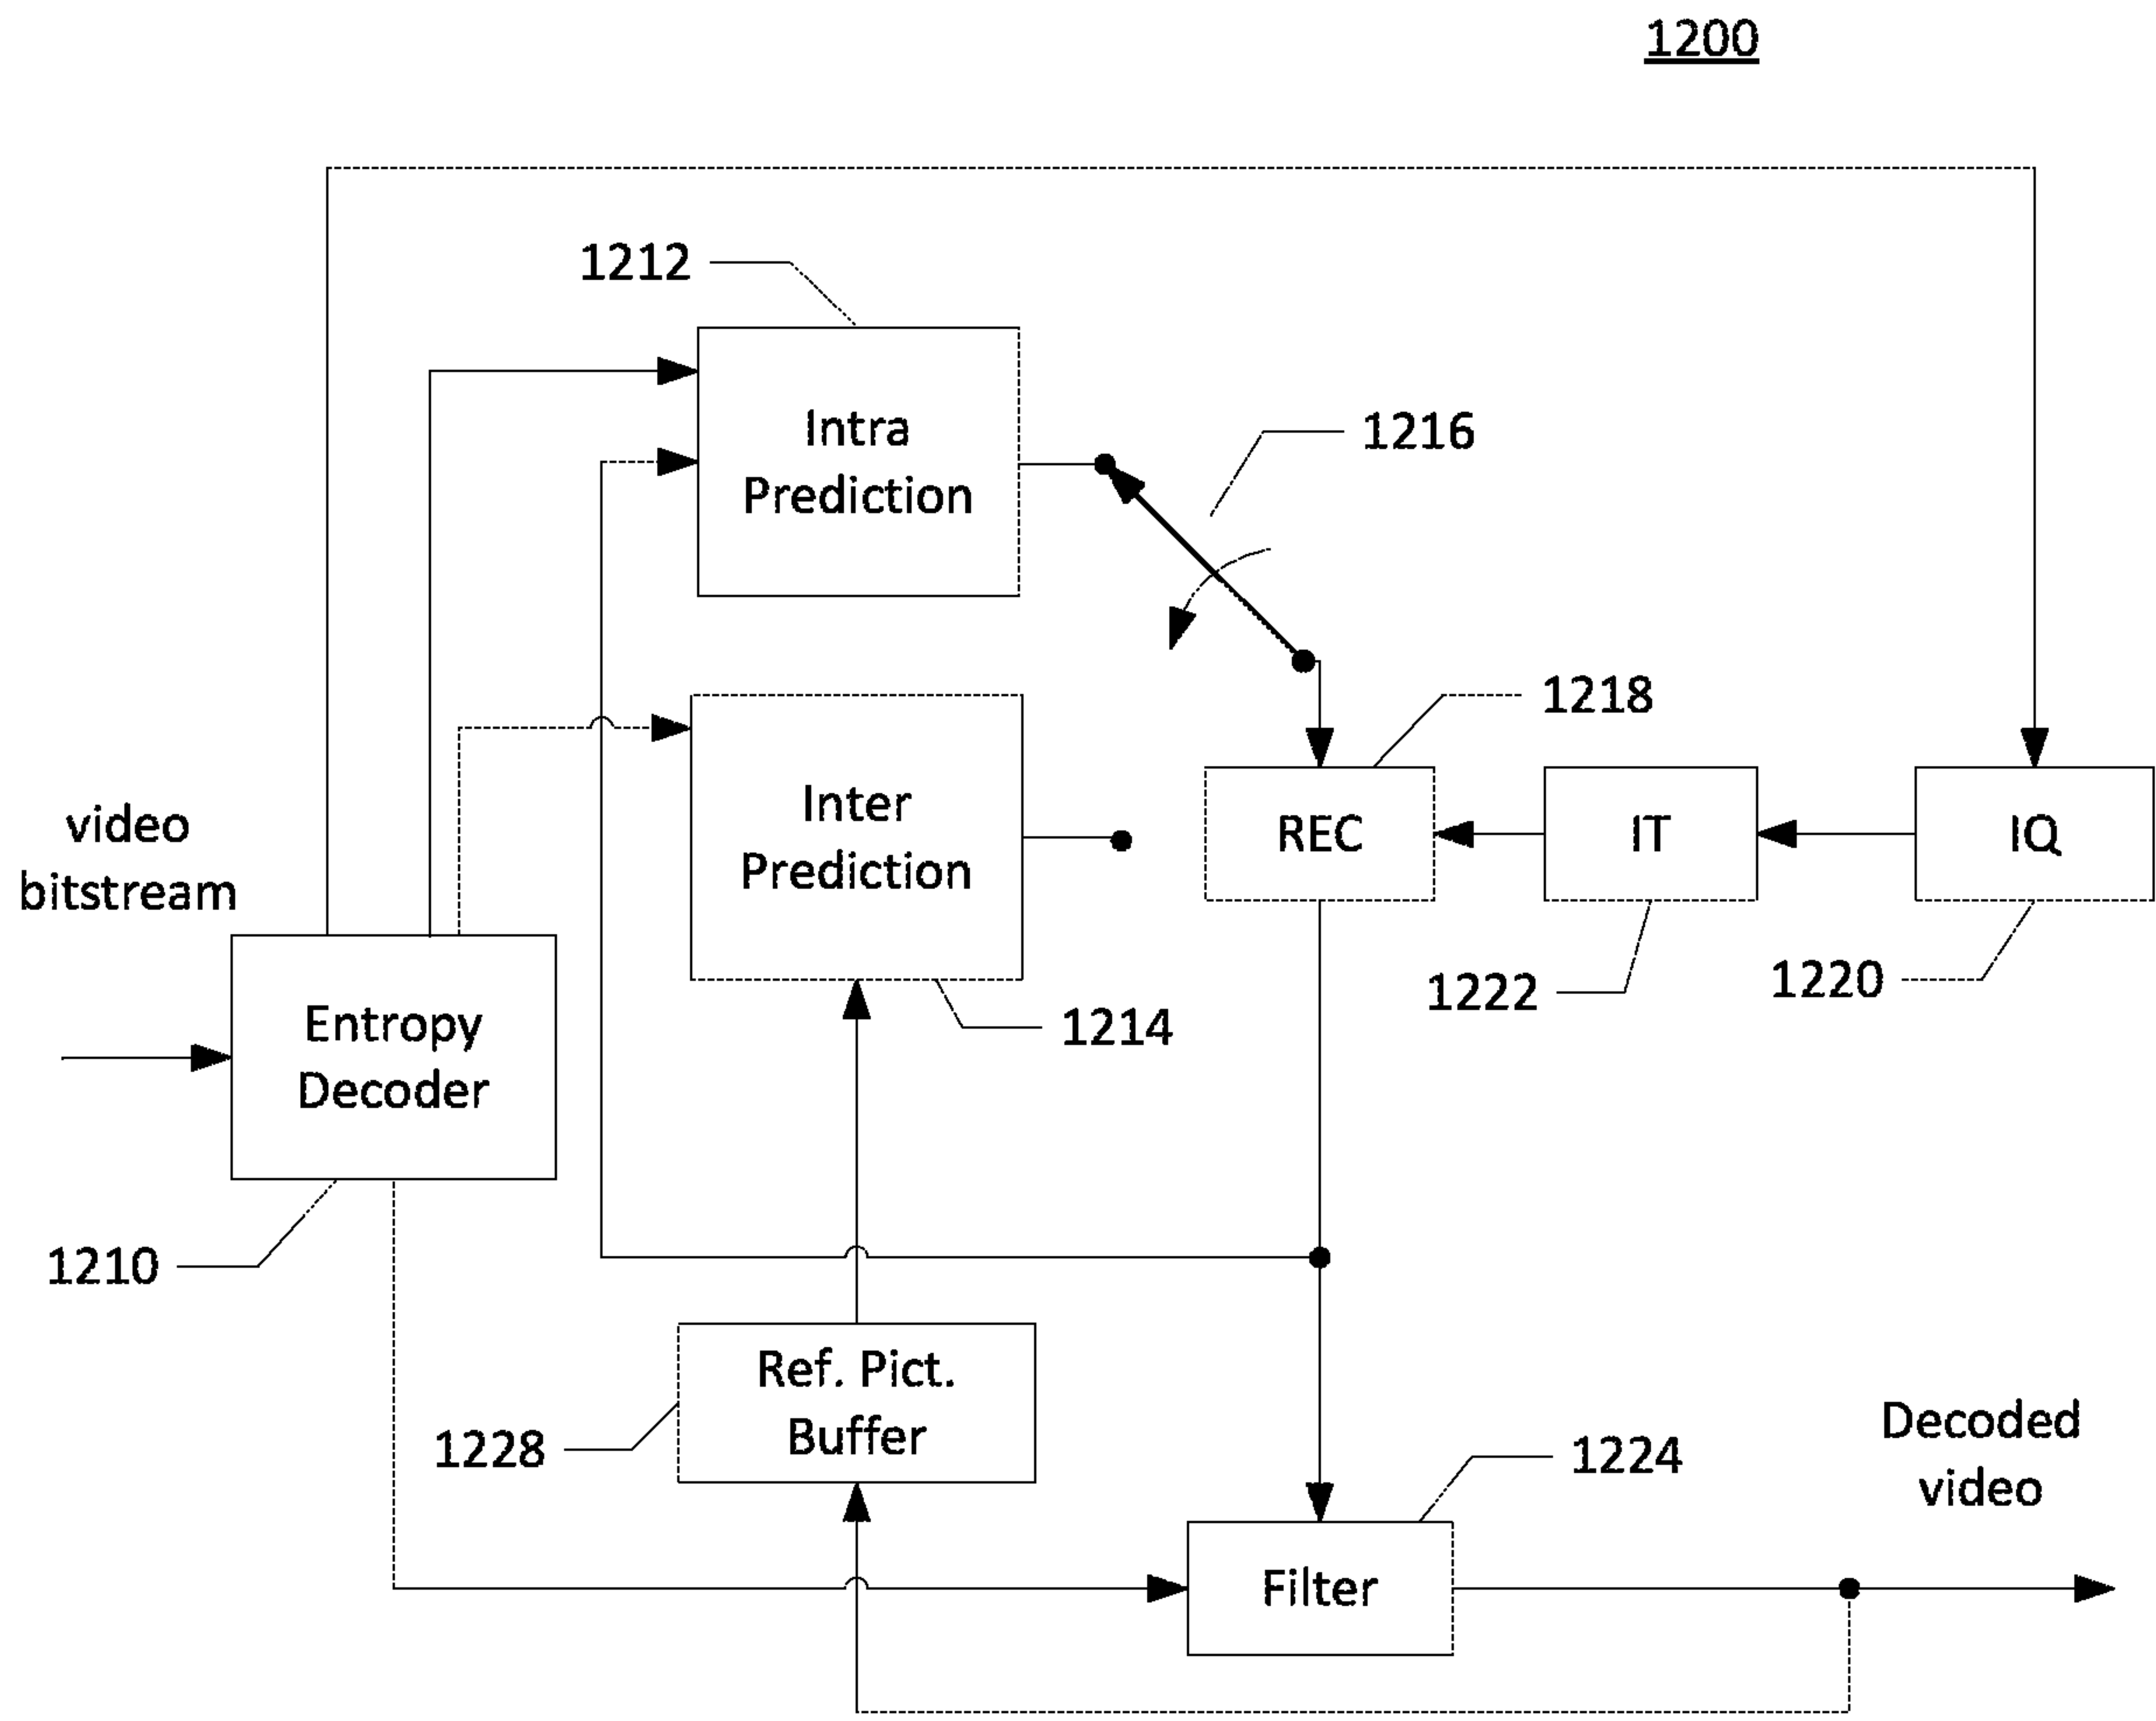 1200
1212
Intra
Prediction
1216
1218
Inter
Prediction
REC
IT
IQ
video
bitstream
1222
1220
1214
Entropy
Decoder
1210
Ref. Pict.
Buffer
1228
1224
Decoded
video
Filter